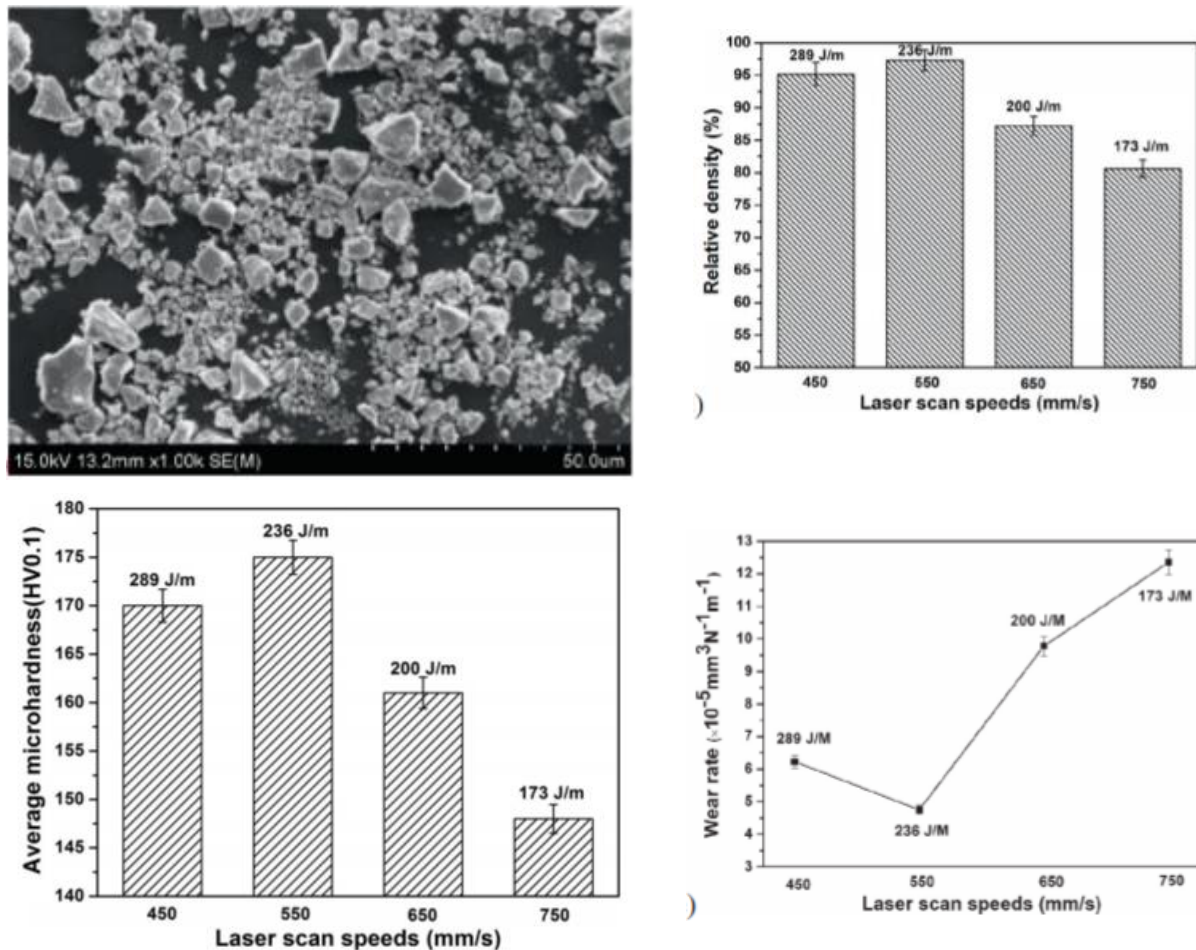 15.0kV 13.2mm x1.00k SE(M)
50.0um
100
95
90
85
80
75
70
65
60
55
50
Relative density (%)
289 J/m
236 J/m
200 J/m
173 J/m
450
550
650
750
Laser scan speeds (mm/s)
)
180
175
170
165
160
155
150
145
140
Average microhardness(HV0.1)
289 J/m
236 J/m
200 J/m
173 J/m
450
550
650
750
Laser scan speeds (mm/s)
13
12
11
10
9
8
7
6
5
4
3
Wear rate (×10⁻⁵mm³N⁻¹m⁻¹)
289 J/M
236 J/M
200 J/M
173 J/M
450
550
650
750
Laser scan speeds (mm/s)
)